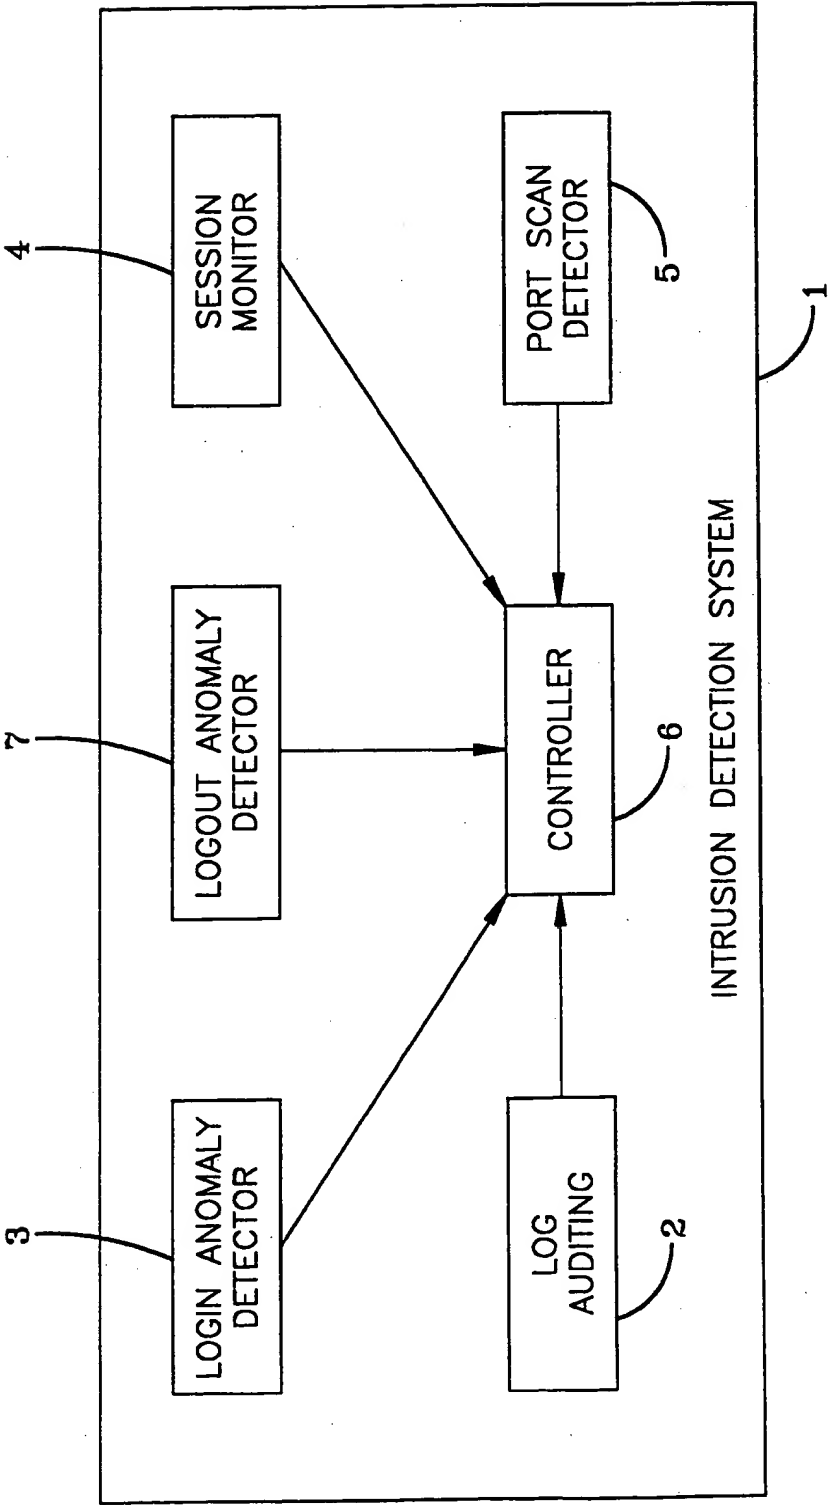 3
7
4
LOGIN ANOMALY
DETECTOR
LOGOUT ANOMALY
DETECTOR
SESSION
MONITOR
LOG
AUDITING
CONTROLLER
PORT SCAN
DETECTOR
2
6
5
INTRUSION DETECTION SYSTEM
1